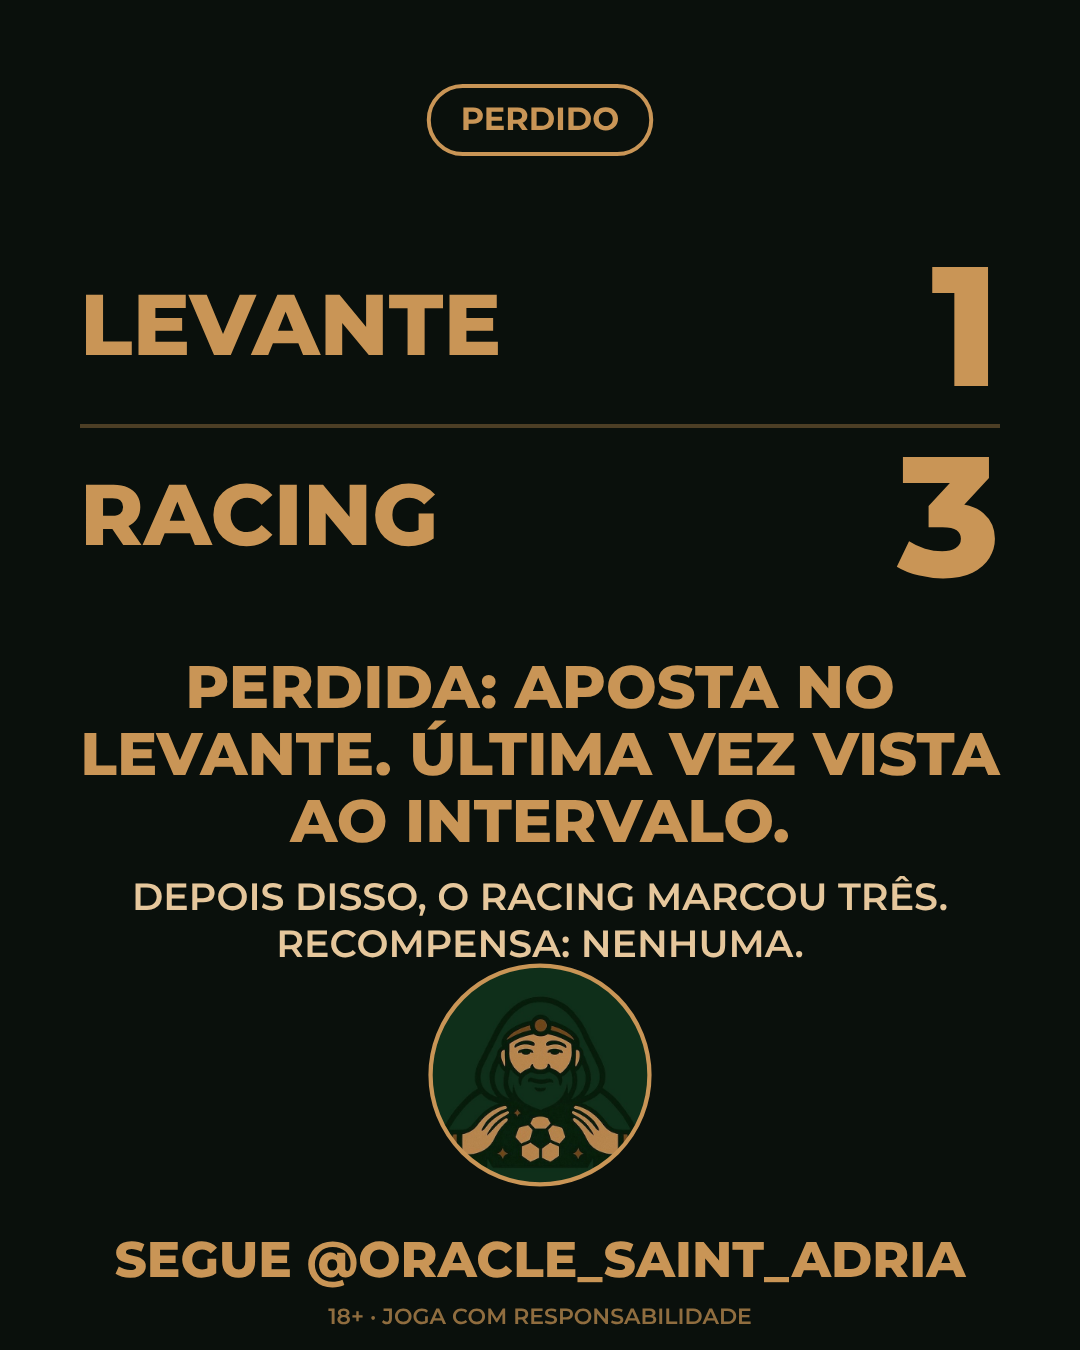 PERDIDO
LEVANTE 1
RACING 3
PERDIDA: APOSTA NO
LEVANTE. ÚLTIMA VEZ VISTA
AO INTERVALO.
DEPOIS DISSO, O RACING MARCOU TRÊS.
RECOMPENSA: NENHUMA.
SEGUE @ORACLE_SAINT_ADRIA
18+ · JOGA COM RESPONSABILIDADE